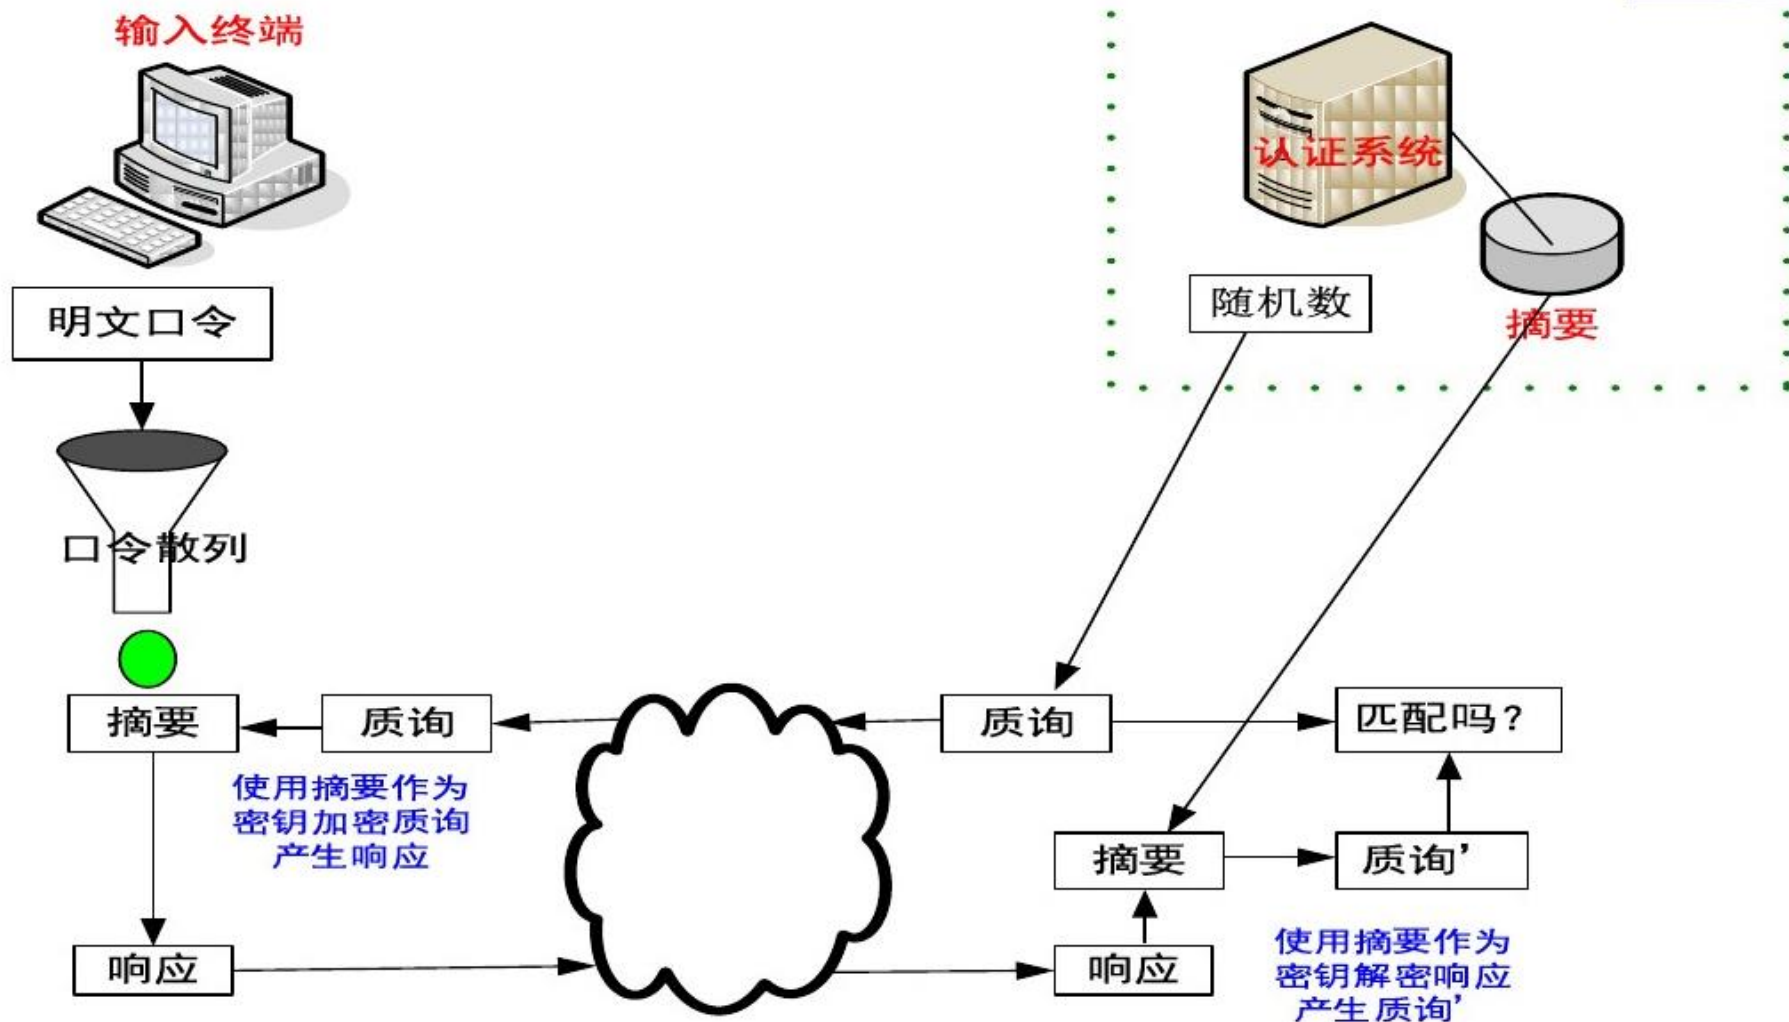 输入终端
认证系统
明文口令
随机数
摘要
口令散列
摘要
质询
质询
匹配吗？
使用摘要作为
密钥加密质询
产生响应
摘要
质询’
响应
响应
使用摘要作为
密钥解密响应
产生质询’